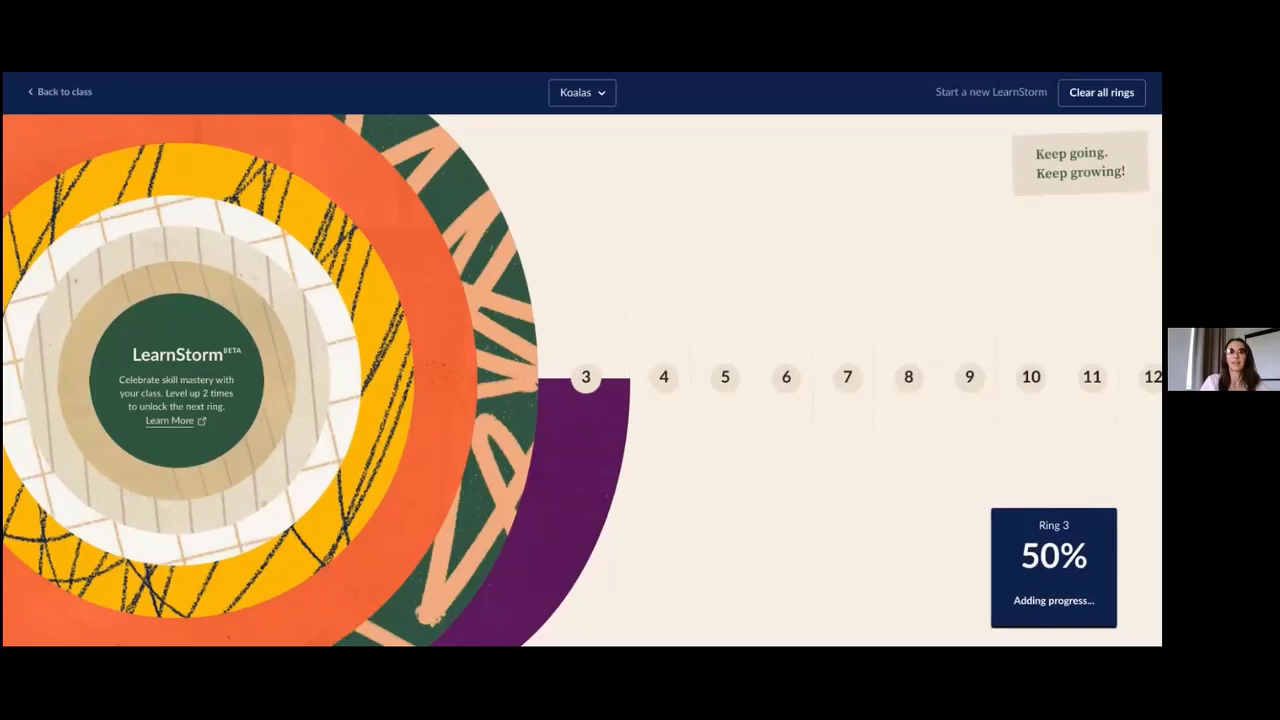 Back to class
Koalas
Start a new LearnStorm
Clear all rings
Keep going.
Keep growing!
LearnStorm BETA
Celebrate skill mastery with
your class. Level up 2 times
to unlock the next ring.
Learn More
3 4 5 6 7 8 9 10 11 12
Ring 3
50%
Adding progress...